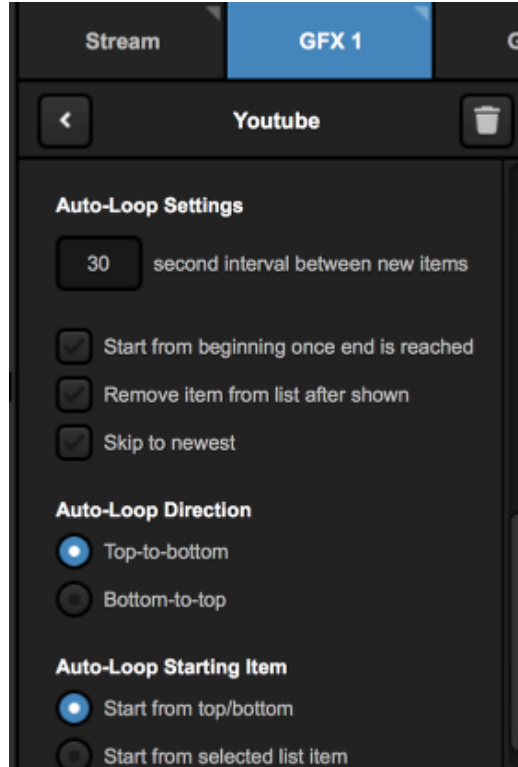 Stream
GFX 1
Youtube
Auto-Loop Settings
30 second interval between new items
Start from beginning once end is reached
Remove item from list after shown
Skip to newest
Auto-Loop Direction
Top-to-bottom
Bottom-to-top
Auto-Loop Starting Item
Start from top/bottom
Start from selected list item